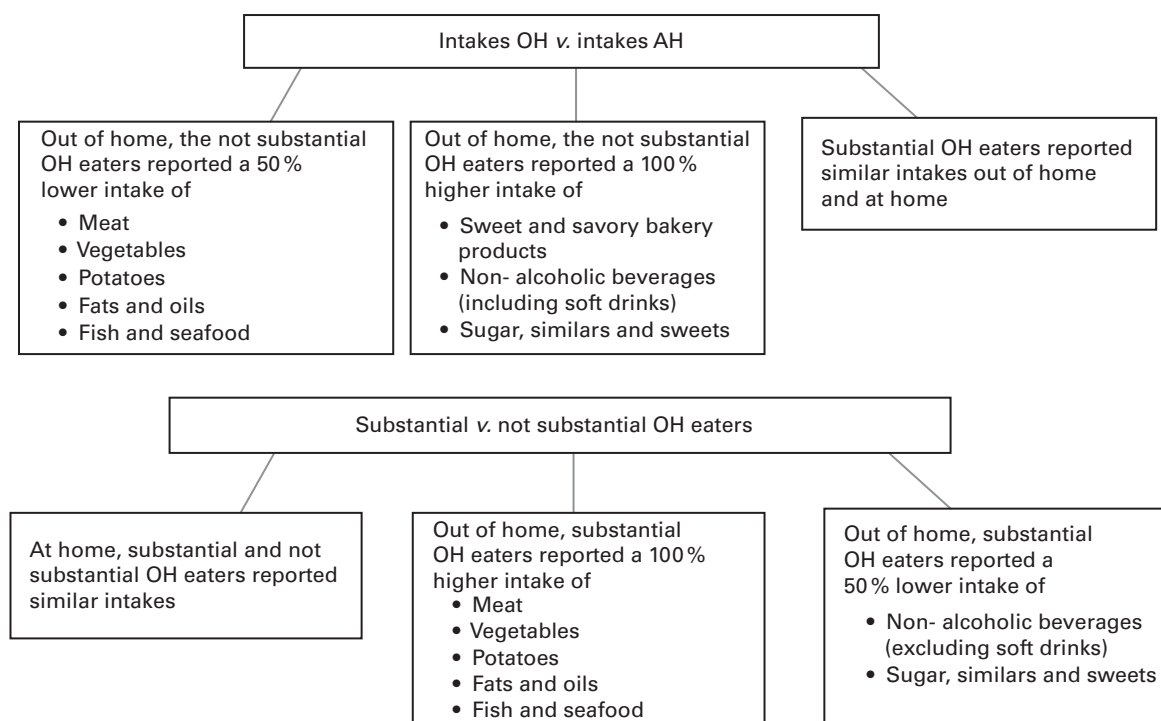 Intakes OH v. intakes AH
Out of home, the not substantial
OH eaters reported a 50 %
lower intake of
• Meat
• Vegetables
• Potatoes
• Fats and oils
• Fish and seafood
Out of home, the not substantial
OH eaters reported a 100 %
higher intake of
• Sweet and savory bakery
products
• Non- alcoholic beverages
(including soft drinks)
• Sugar, similars and sweets
Substantial OH eaters reported
similar intakes out of home
and at home
Substantial v. not substantial OH eaters
At home, substantial and not
substantial OH eaters reported
similar intakes
Out of home, substantial
OH eaters reported a 100 %
higher intake of
• Meat
• Vegetables
• Potatoes
• Fats and oils
• Fish and seafood
Out of home, substantial
OH eaters reported a
50 % lower intake of
• Non- alcoholic beverages
(excluding soft drinks)
• Sugar, similars and sweets